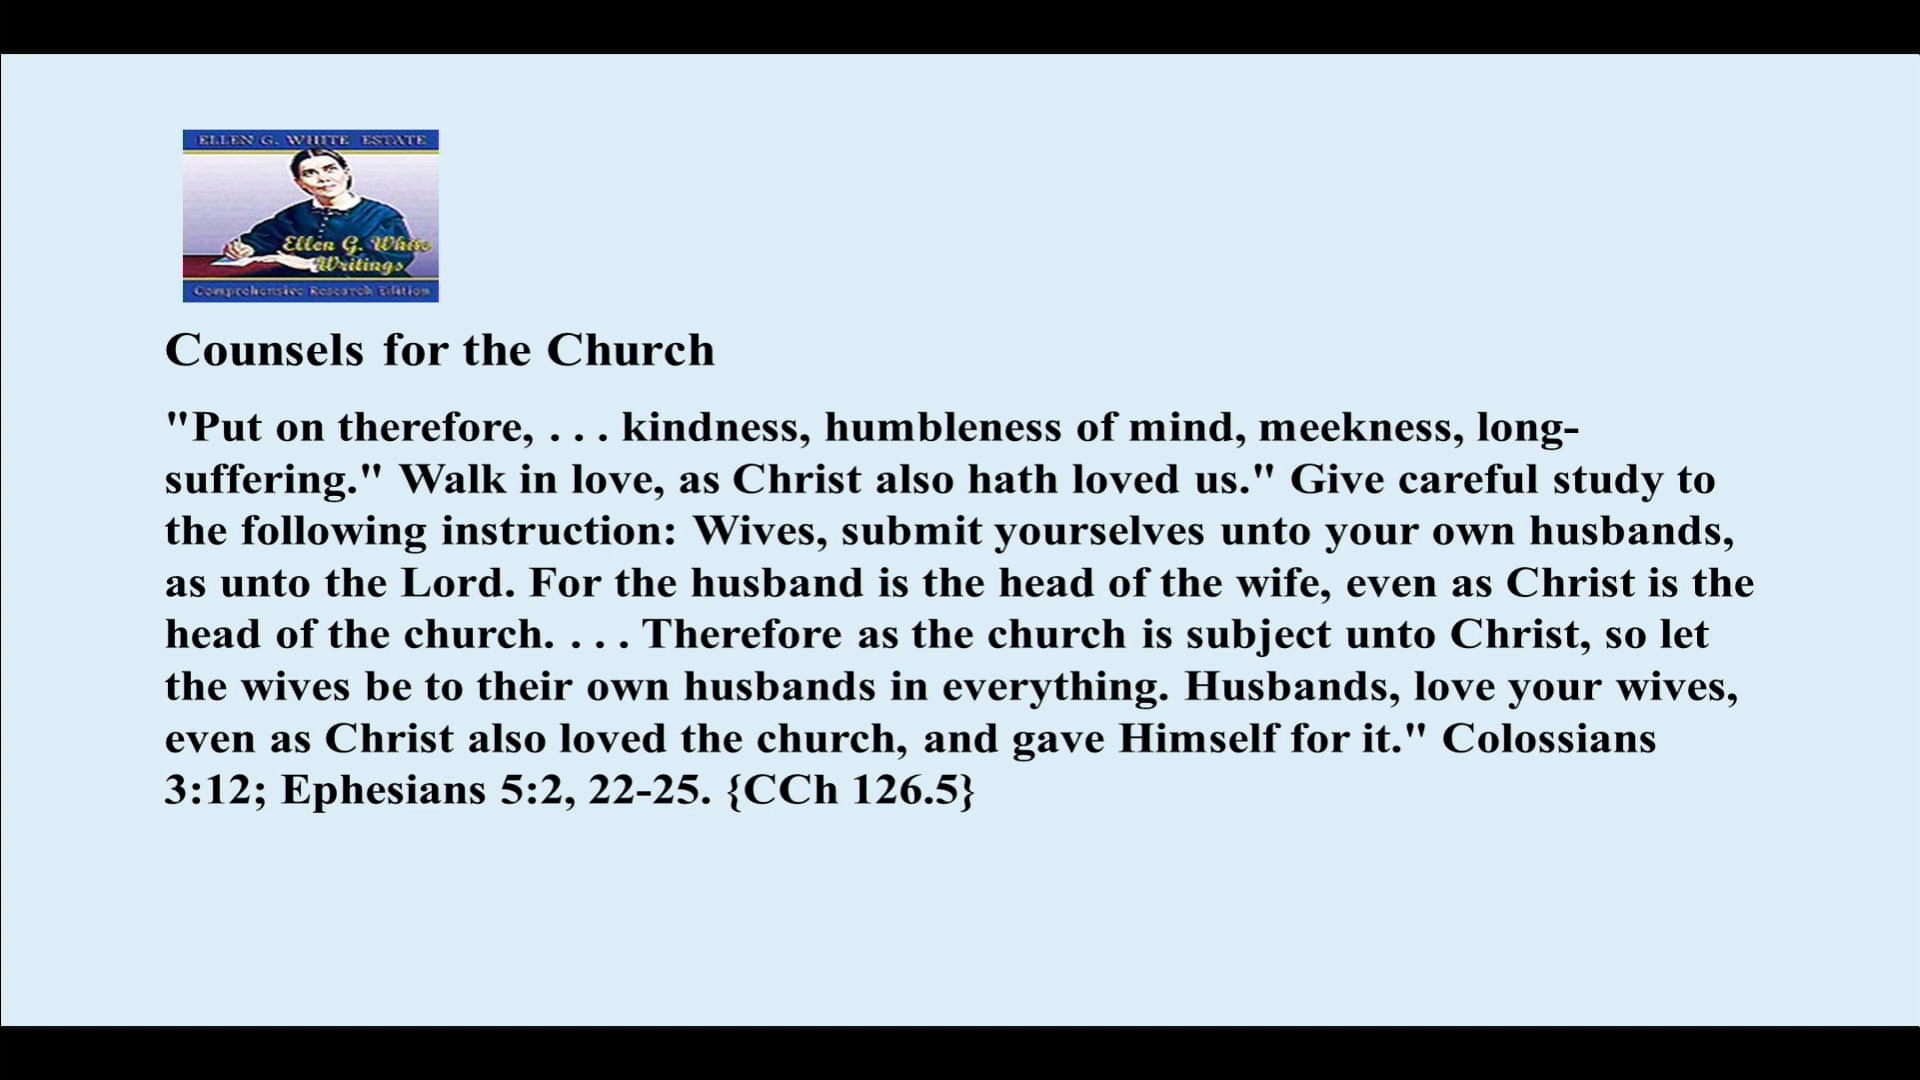 ELLEN G. WHITE ESTATE
Ellen G. White
Writings
Comprehensive Research Edition
Counsels for the Church
"Put on therefore, . . . kindness, humbleness of mind, meekness, long-
suffering." Walk in love, as Christ also hath loved us." Give careful study to
the following instruction: Wives, submit yourselves unto your own husbands,
as unto the Lord. For the husband is the head of the wife, even as Christ is the
head of the church. . . . Therefore as the church is subject unto Christ, so let
the wives be to their own husbands in everything. Husbands, love your wives,
even as Christ also loved the church, and gave Himself for it." Colossians
3:12; Ephesians 5:2, 22-25. {CCh 126.5}